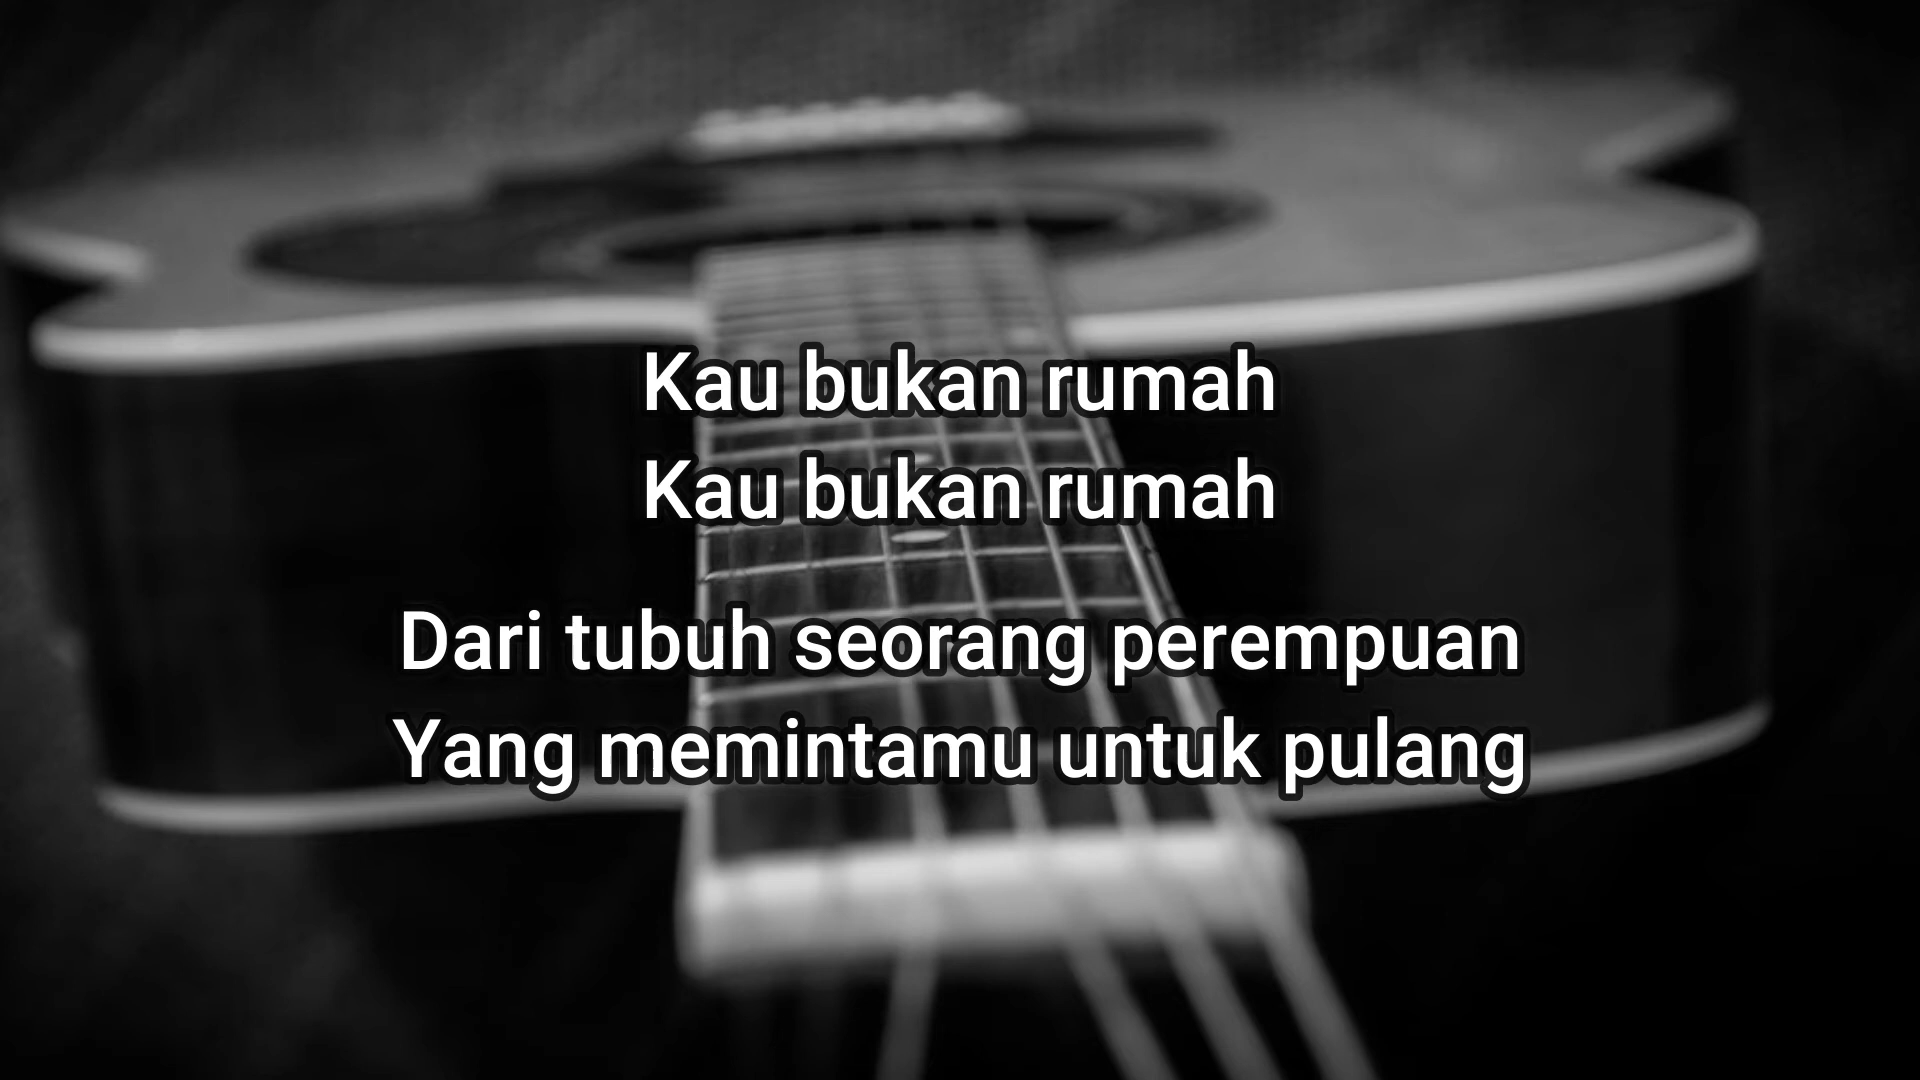 Kau bukan rumah
Kau bukan rumah
Dari tubuh seorang perempuan
Yang memintamu untuk pulang